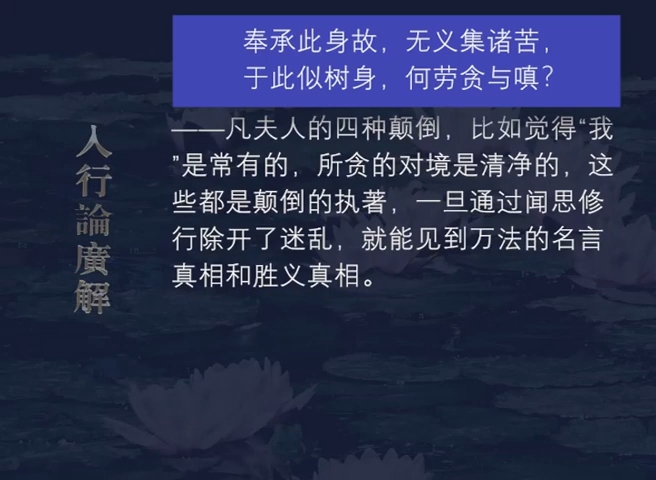 奉承此身故，无义集诸苦，
于此似树身，何劳贪与嗔？
——凡夫人的四种颠倒，比如觉得“我
”是常有的，所贪的对境是清净的，这
些都是颠倒的执著，一旦通过闻思修
行除开了迷乱，就能见到万法的名言
真相和胜义真相。
入行論廣解